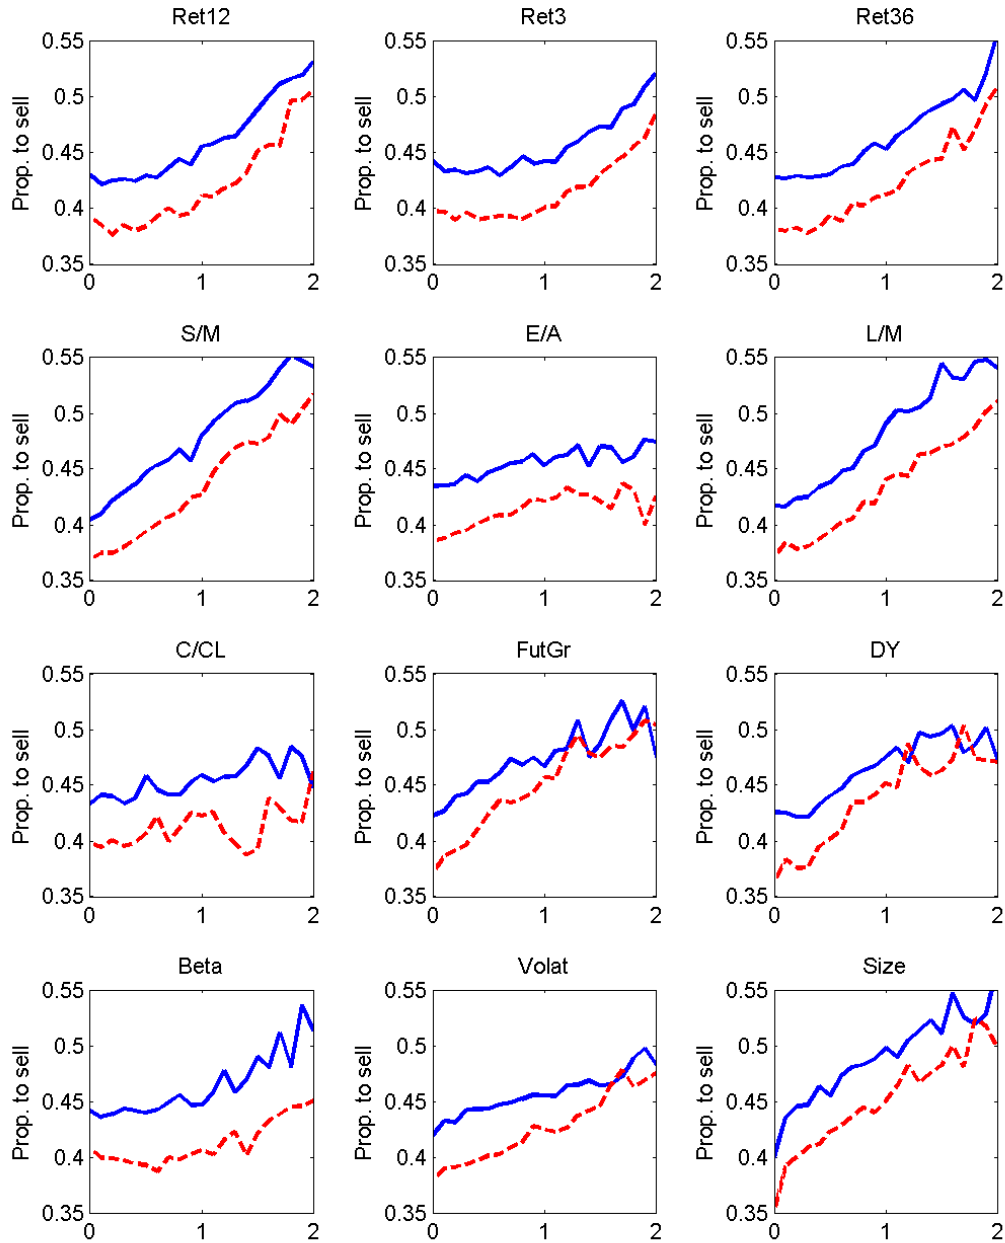 Ret12 Ret3 Ret36
0.55 0.55 0.55
0.5 0.5 0.5
0.45 0.45 0.45
0.4 0.4 0.4
0.35 0.35 0.35
Prop. to sell Prop. to sell Prop. to sell
0 1 2 0 1 2 0 1 2
S/M E/A L/M
0.55 0.55 0.55
0.5 0.5 0.5
0.45 0.45 0.45
0.4 0.4 0.4
0.35 0.35 0.35
Prop. to sell Prop. to sell Prop. to sell
0 1 2 0 1 2 0 1 2
C/CL FutGr DY
0.55 0.55 0.55
0.5 0.5 0.5
0.45 0.45 0.45
0.4 0.4 0.4
0.35 0.35 0.35
Prop. to sell Prop. to sell Prop. to sell
0 1 2 0 1 2 0 1 2
Beta Volat Size
0.55 0.55 0.55
0.5 0.5 0.5
0.45 0.45 0.45
0.4 0.4 0.4
0.35 0.35 0.35
Prop. to sell Prop. to sell Prop. to sell
0 1 2 0 1 2 0 1 2